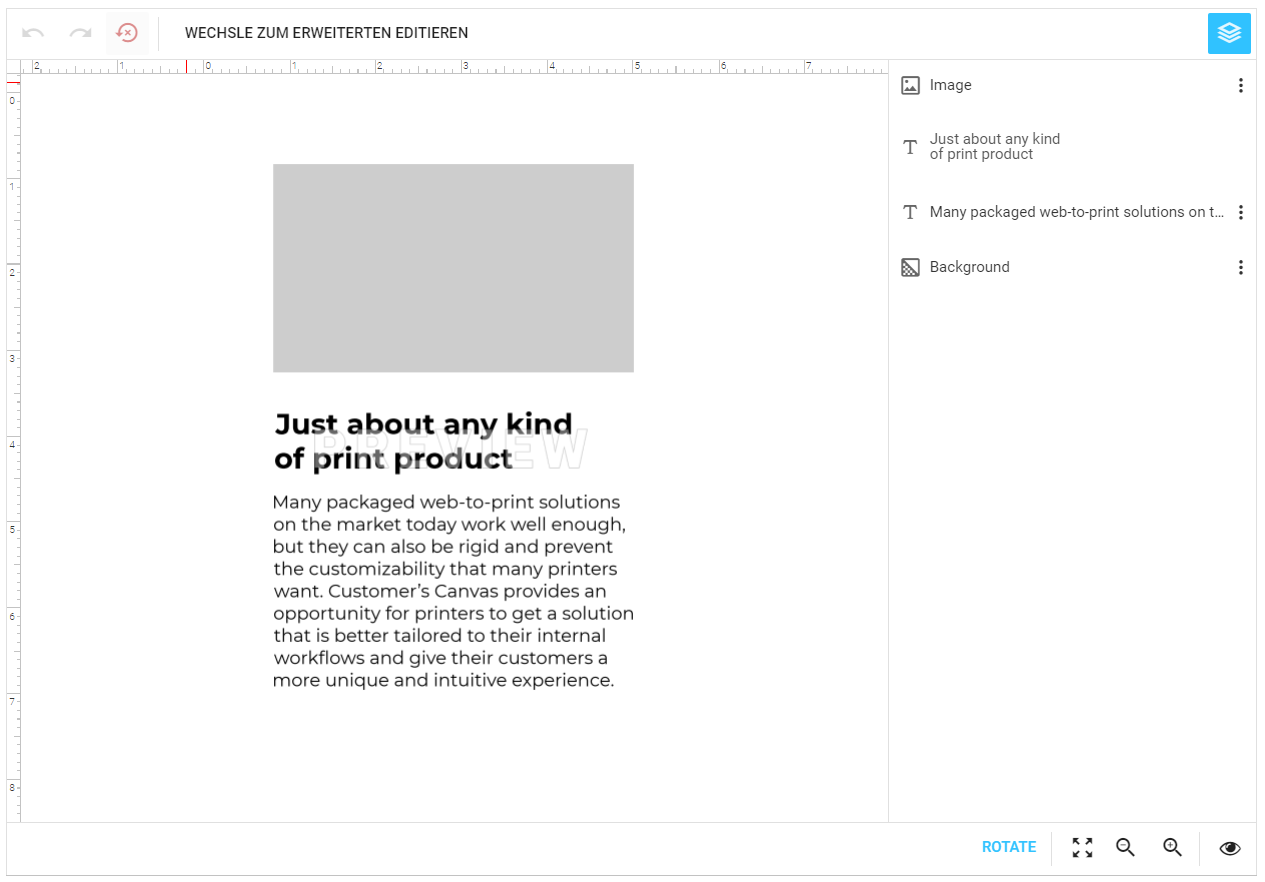 WECHSLE ZUM ERWEITERTEN EDITIEREN
2 1 0 1 2 3 4 5 6 7
0
1
2
3
4
5
6
7
8
Image
Just about any kind
of print product
Many packaged web-to-print solutions on t...
Background
Just about any kind
of print product
PREVIEW
Many packaged web-to-print solutions
on the market today work well enough,
but they can also be rigid and prevent
the customizability that many printers
want. Customer’s Canvas provides an
opportunity for printers to get a solution
that is better tailored to their internal
workflows and give their customers a
more unique and intuitive experience.
ROTATE